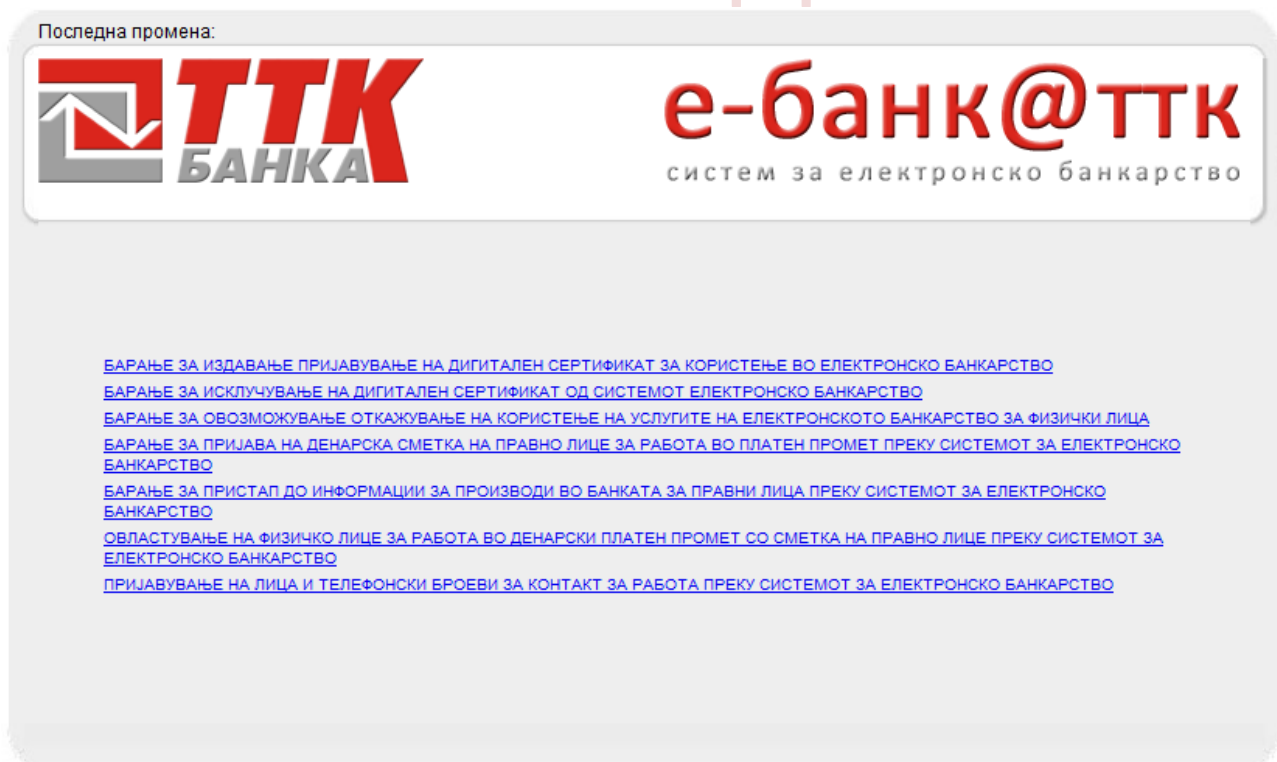 Последна промена:
ТТК
БАНКА
е-банк@ттк
систем за електронско банкарство
БАРАЊЕ ЗА ИЗДАВАЊЕ ПРИЈАВУВАЊЕ НА ДИГИТАЛЕН СЕРТИФИКАТ ЗА КОРИСТЕЊЕ ВО ЕЛЕКТРОНСКО БАНКАРСТВО
БАРАЊЕ ЗА ИСКЛУЧУВАЊЕ НА ДИГИТАЛЕН СЕРТИФИКАТ ОД СИСТЕМОТ ЕЛЕКТРОНСКО БАНКАРСТВО
БАРАЊЕ ЗА ОВОЗМОЖУВАЊЕ ОТКАЖУВАЊЕ НА КОРИСТЕЊЕ НА УСЛУГИТЕ НА ЕЛЕКТРОНСКОТО БАНКАРСТВО ЗА ФИЗИЧКИ ЛИЦА
БАРАЊЕ ЗА ПРИЈАВА НА ДЕНАРСКА СМЕТКА НА ПРАВНО ЛИЦЕ ЗА РАБОТА ВО ПЛАТЕН ПРОМЕТ ПРЕКУ СИСТЕМОТ ЗА ЕЛЕКТРОНСКО
БАНКАРСТВО
БАРАЊЕ ЗА ПРИСТАП ДО ИНФОРМАЦИИ ЗА ПРОИЗВОДИ ВО БАНКАТА ЗА ПРАВНИ ЛИЦА ПРЕКУ СИСТЕМОТ ЗА ЕЛЕКТРОНСКО
БАНКАРСТВО
ОВЛАСТУВАЊЕ НА ФИЗИЧКО ЛИЦЕ ЗА РАБОТА ВО ДЕНАРСКИ ПЛАТЕН ПРОМЕТ СО СМЕТКА НА ПРАВНО ЛИЦЕ ПРЕКУ СИСТЕМОТ ЗА
ЕЛЕКТРОНСКО БАНКАРСТВО
ПРИЈАВУВАЊЕ НА ЛИЦА И ТЕЛЕФОНСКИ БРОЕВИ ЗА КОНТАКТ ЗА РАБОТА ПРЕКУ СИСТЕМОТ ЗА ЕЛЕКТРОНСКО БАНКАРСТВО